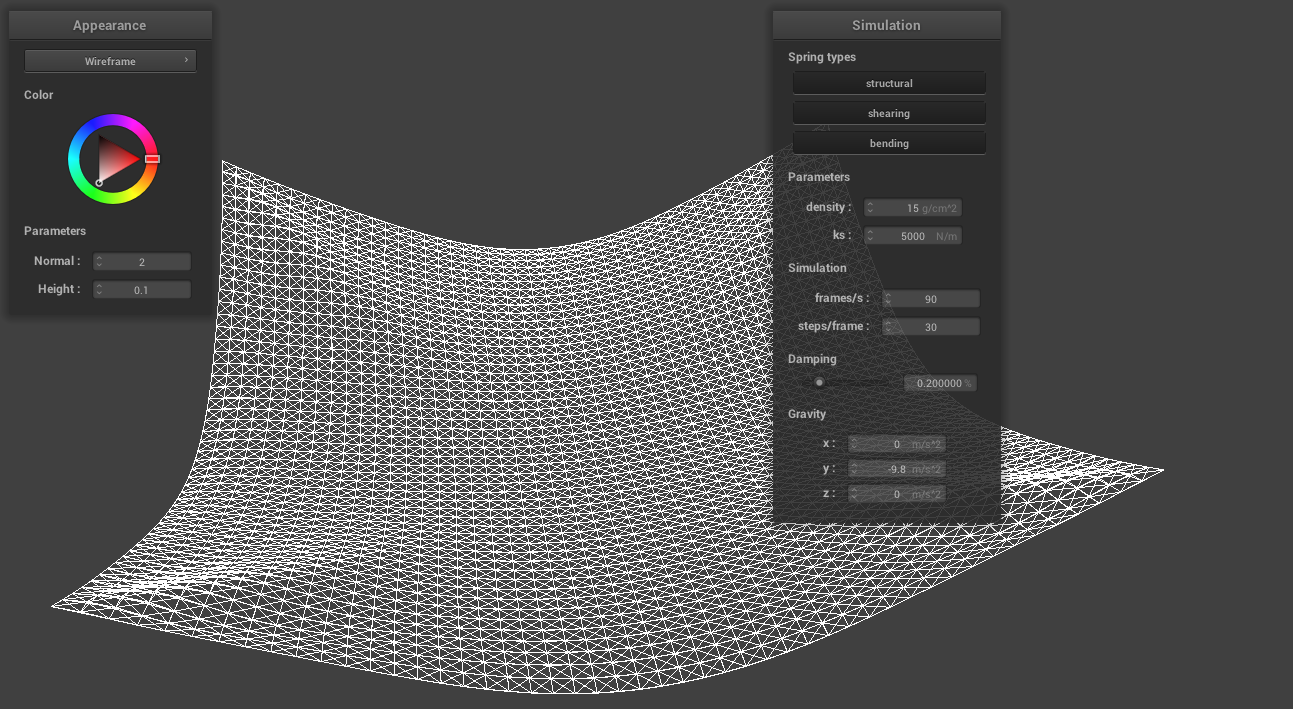 Appearance
Wireframe ›
Color
Parameters
Normal : 2
Height : 0.1
Simulation
Spring types
structural
shearing
bending
Parameters
density : 15 g/cm^2
ks : 5000 N/m
Simulation
frames/s : 90
steps/frame : 30
Damping
0.200000 %
Gravity
x : 0 m/s^2
y : -9.8 m/s^2
z : 0 m/s^2